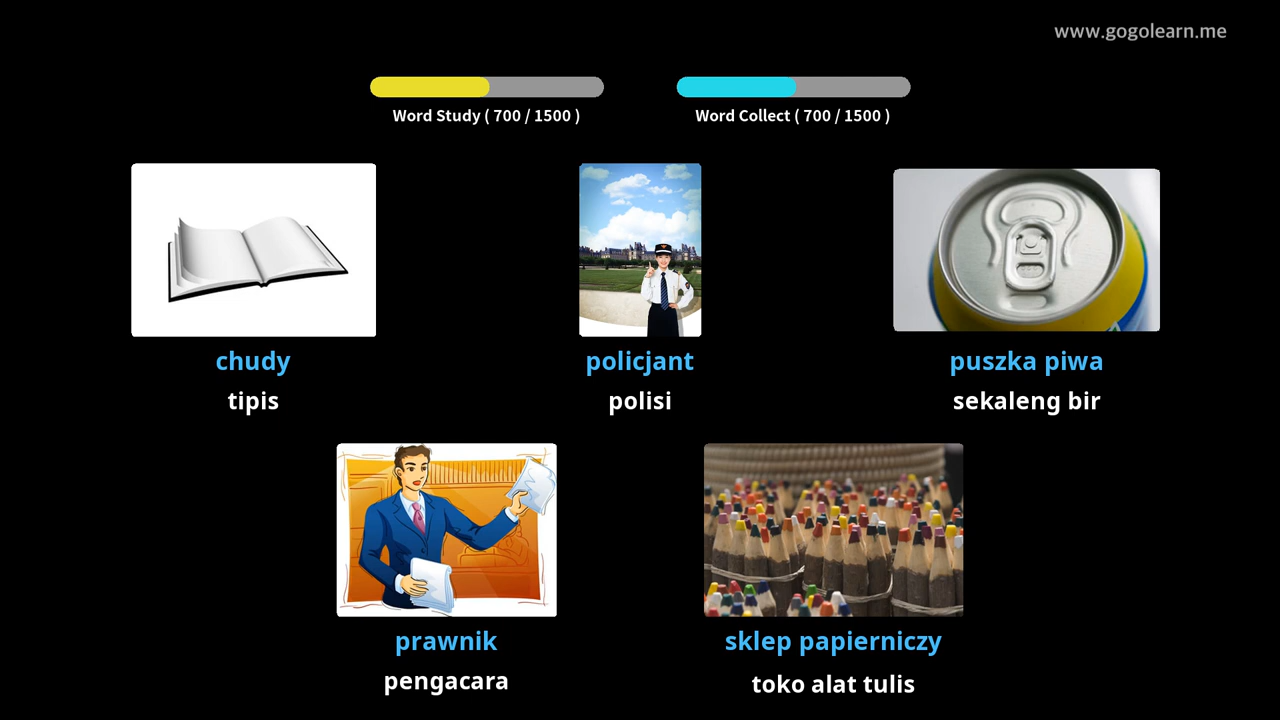 www.gogolearn.me
Word Study ( 700 / 1500 )
Word Collect ( 700 / 1500 )
chudy
tipis
policjant
polisi
puszka piwa
sekaleng bir
prawnik
pengacara
sklep papierniczy
toko alat tulis